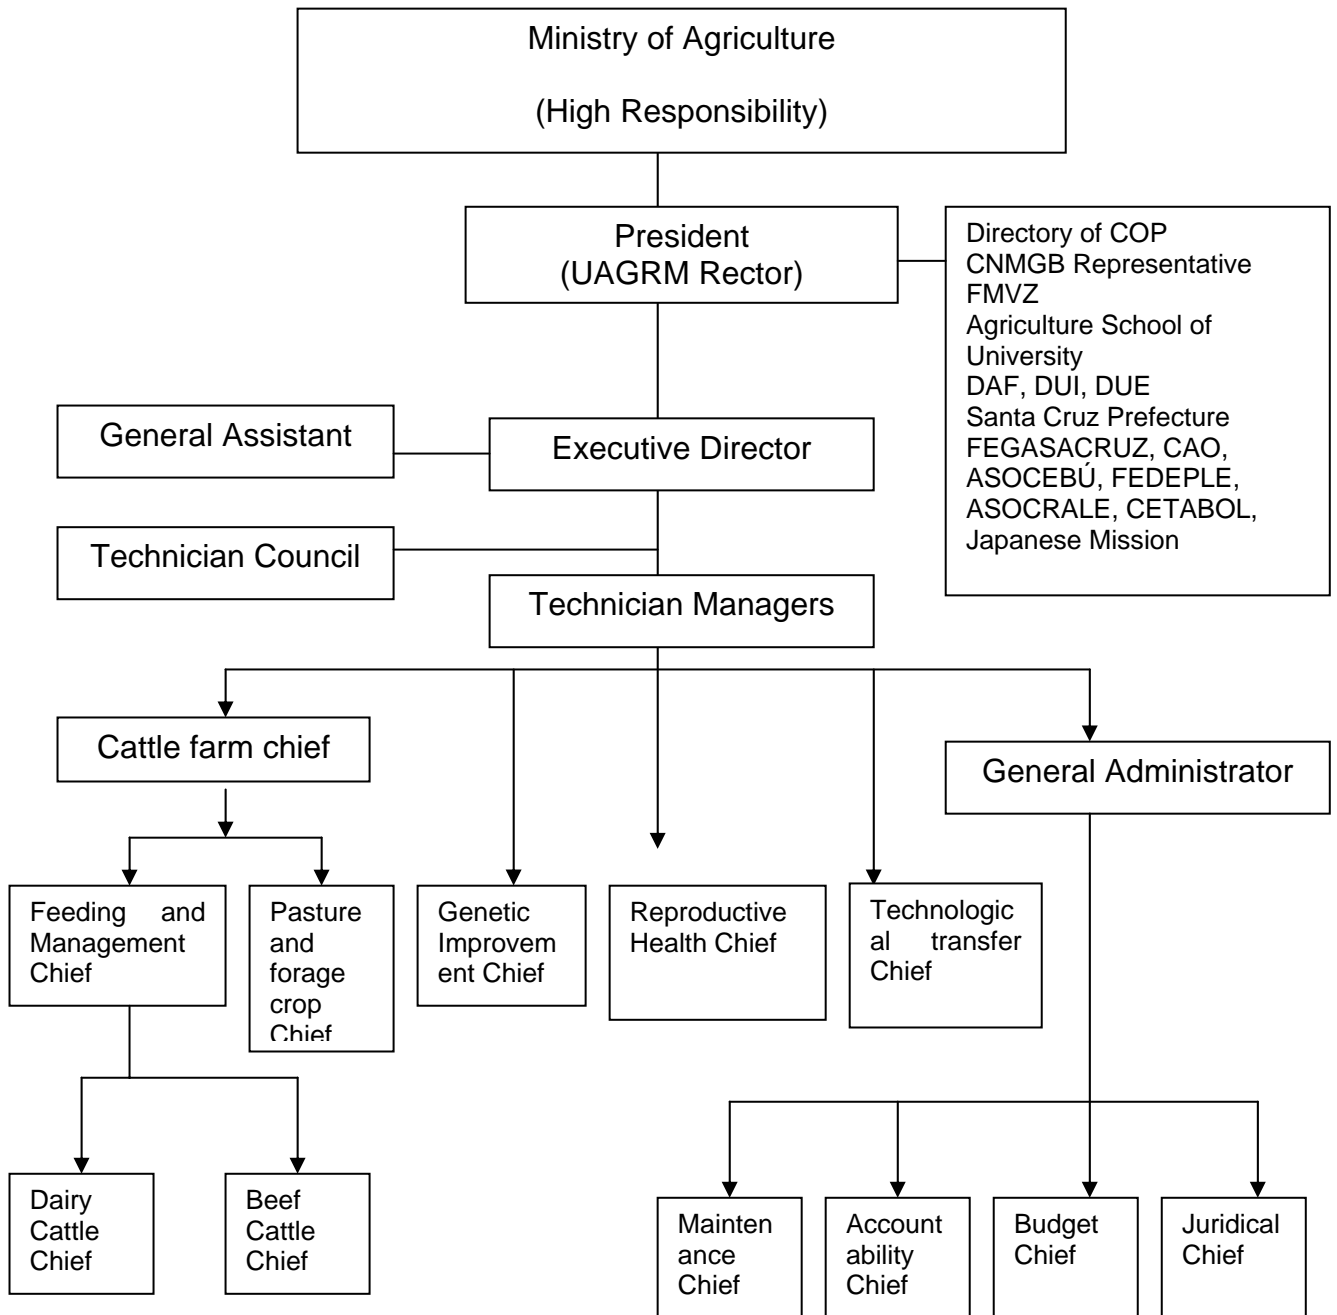 Ministry of Agriculture
(High Responsibility)
President
(UAGRM Rector)
Directory of COP
CNMGB Representative
FMVZ
Agriculture School of
University
DAF, DUI, DUE
Santa Cruz Prefecture
FEGASACRUZ, CAO,
ASOCEBÚ, FEDEPLE,
ASOCRALE, CETABOL,
Japanese Mission
General Assistant
Executive Director
Technician Council
Technician Managers
Cattle farm chief
General Administrator
Feeding and
Management
Chief
Pasture
and
forage
crop
Chief
Genetic
Improvem
ent Chief
Reproductive
Health Chief
Technologic
al transfer
Chief
Dairy
Cattle
Chief
Beef
Cattle
Chief
Mainten
ance
Chief
Account
ability
Chief
Budget
Chief
Juridical
Chief